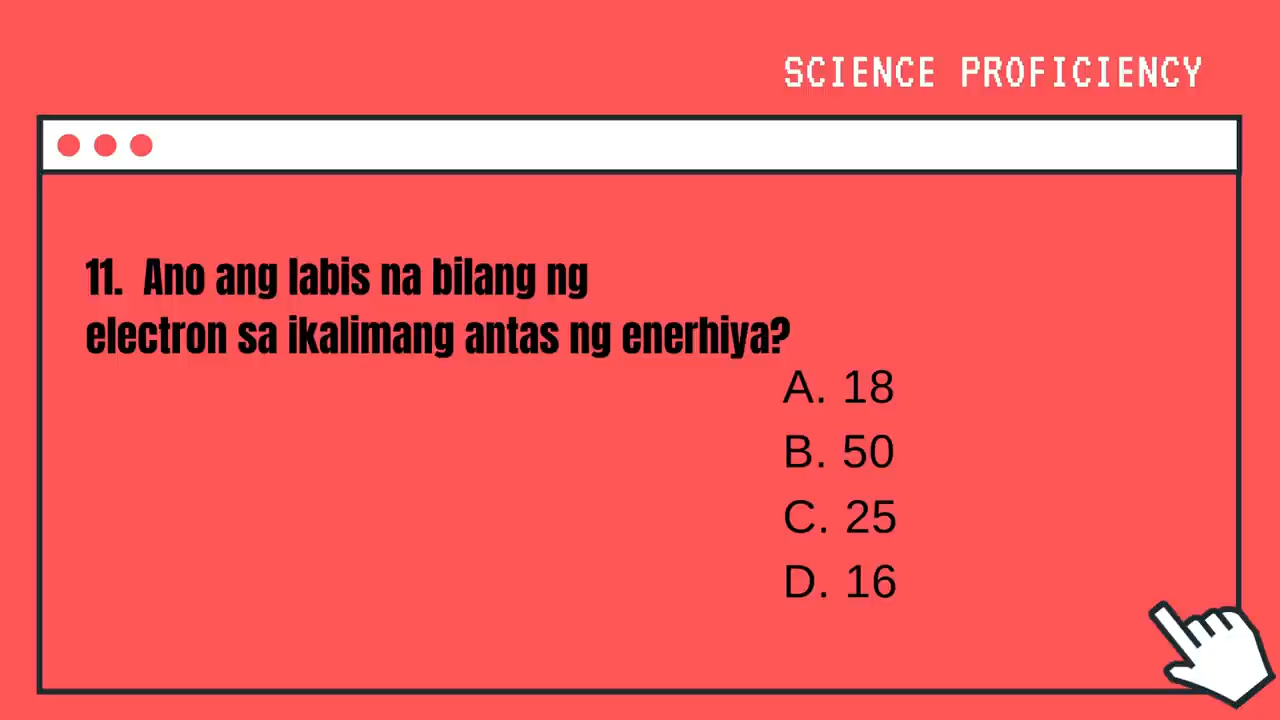 SCIENCE PROFICIENCY
11. Ano ang labis na bilang ng
electron sa ikalimang antas ng enerhiya?
A. 18
B. 50
C. 25
D. 16